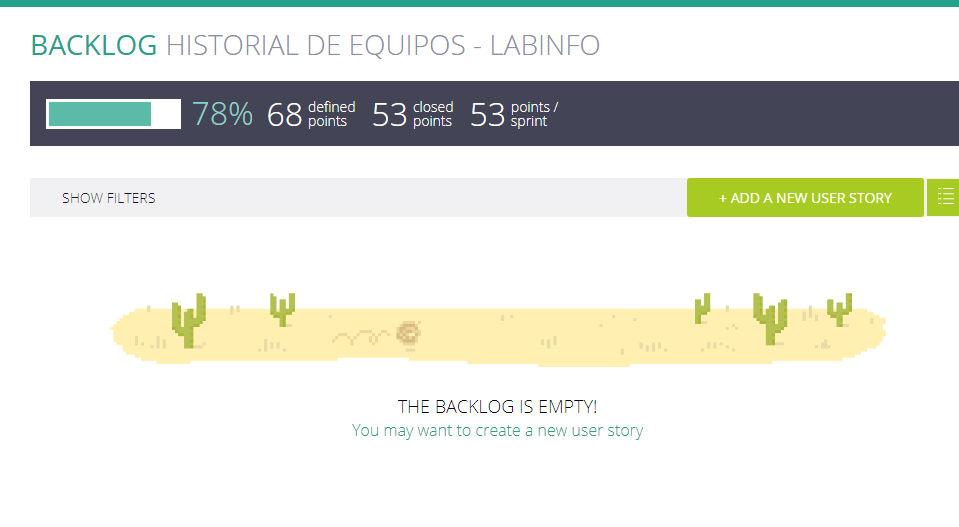 BACKLOG HISTORIAL DE EQUIPOS - LABINFO
78% 68 defined points 53 closed points 53 points / sprint
SHOW FILTERS + ADD A NEW USER STORY
THE BACKLOG IS EMPTY!
You may want to create a new user story